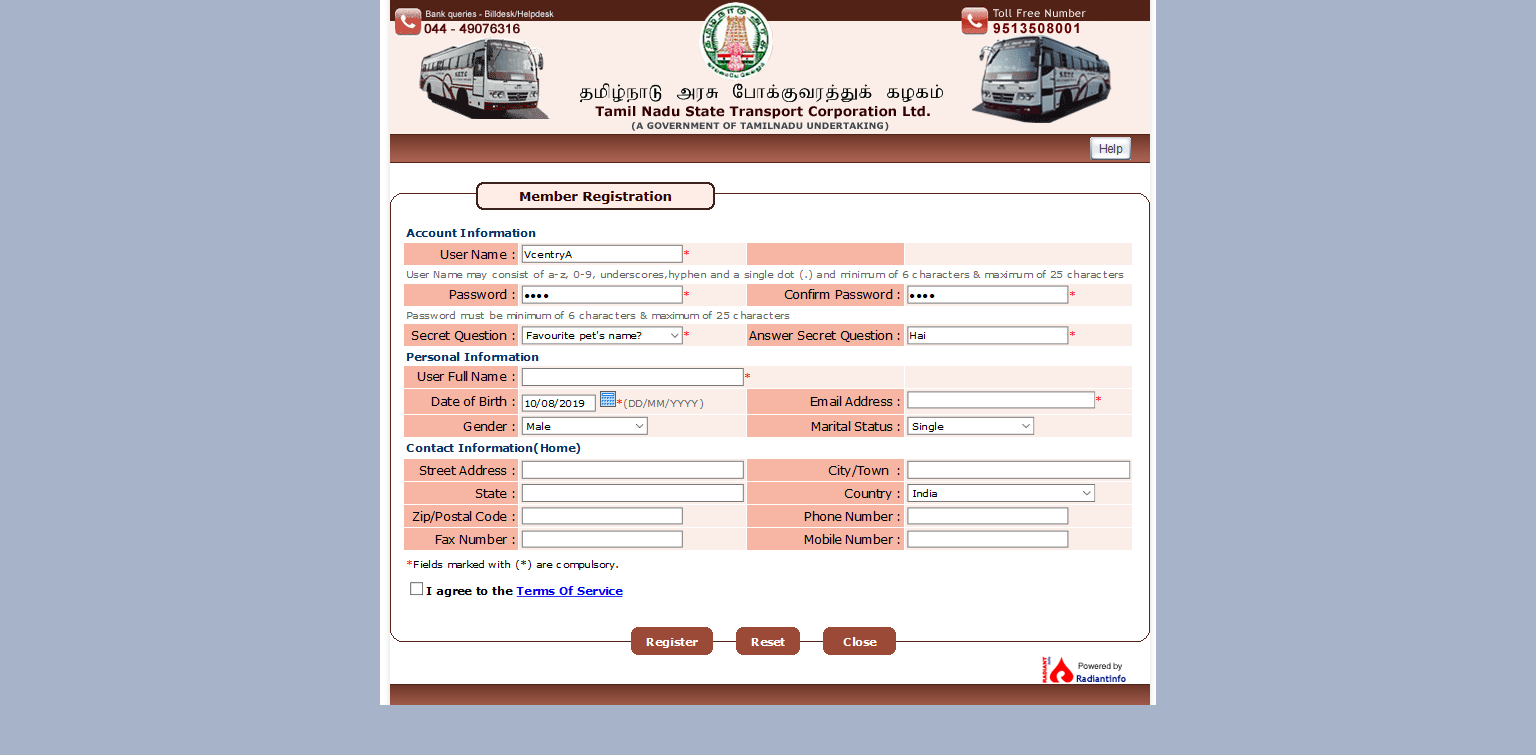 Bank queries - Billdesk/Helpdesk
044 - 49076316
Toll Free Number
9513508001
தமிழ்நாடு அரசு போக்குவரத்துக் கழகம்
Tamil Nadu State Transport Corporation Ltd.
(A GOVERNMENT OF TAMILNADU UNDERTAKING)
Help
Member Registration
Account Information
User Name : VcentryA *
User Name may consist of a-z, 0-9, underscores,hyphen and a single dot (.) and minimum of 6 characters & maximum of 25 characters
Password : •••• * Confirm Password : •••• *
Password must be minimum of 6 characters & maximum of 25 characters
Secret Question : Favourite pet's name? * Answer Secret Question : Hai *
Personal Information
User Full Name : *
Date of Birth : 10/08/2019 *(DD/MM/YYYY) Email Address : *
Gender : Male Marital Status : Single
Contact Information(Home)
Street Address : City/Town :
State : Country : India
Zip/Postal Code : Phone Number :
Fax Number : Mobile Number :
*Fields marked with (*) are compulsory.
I agree to the Terms Of Service
Register Reset Close
RADIANT
Powered by
RadiantInfo